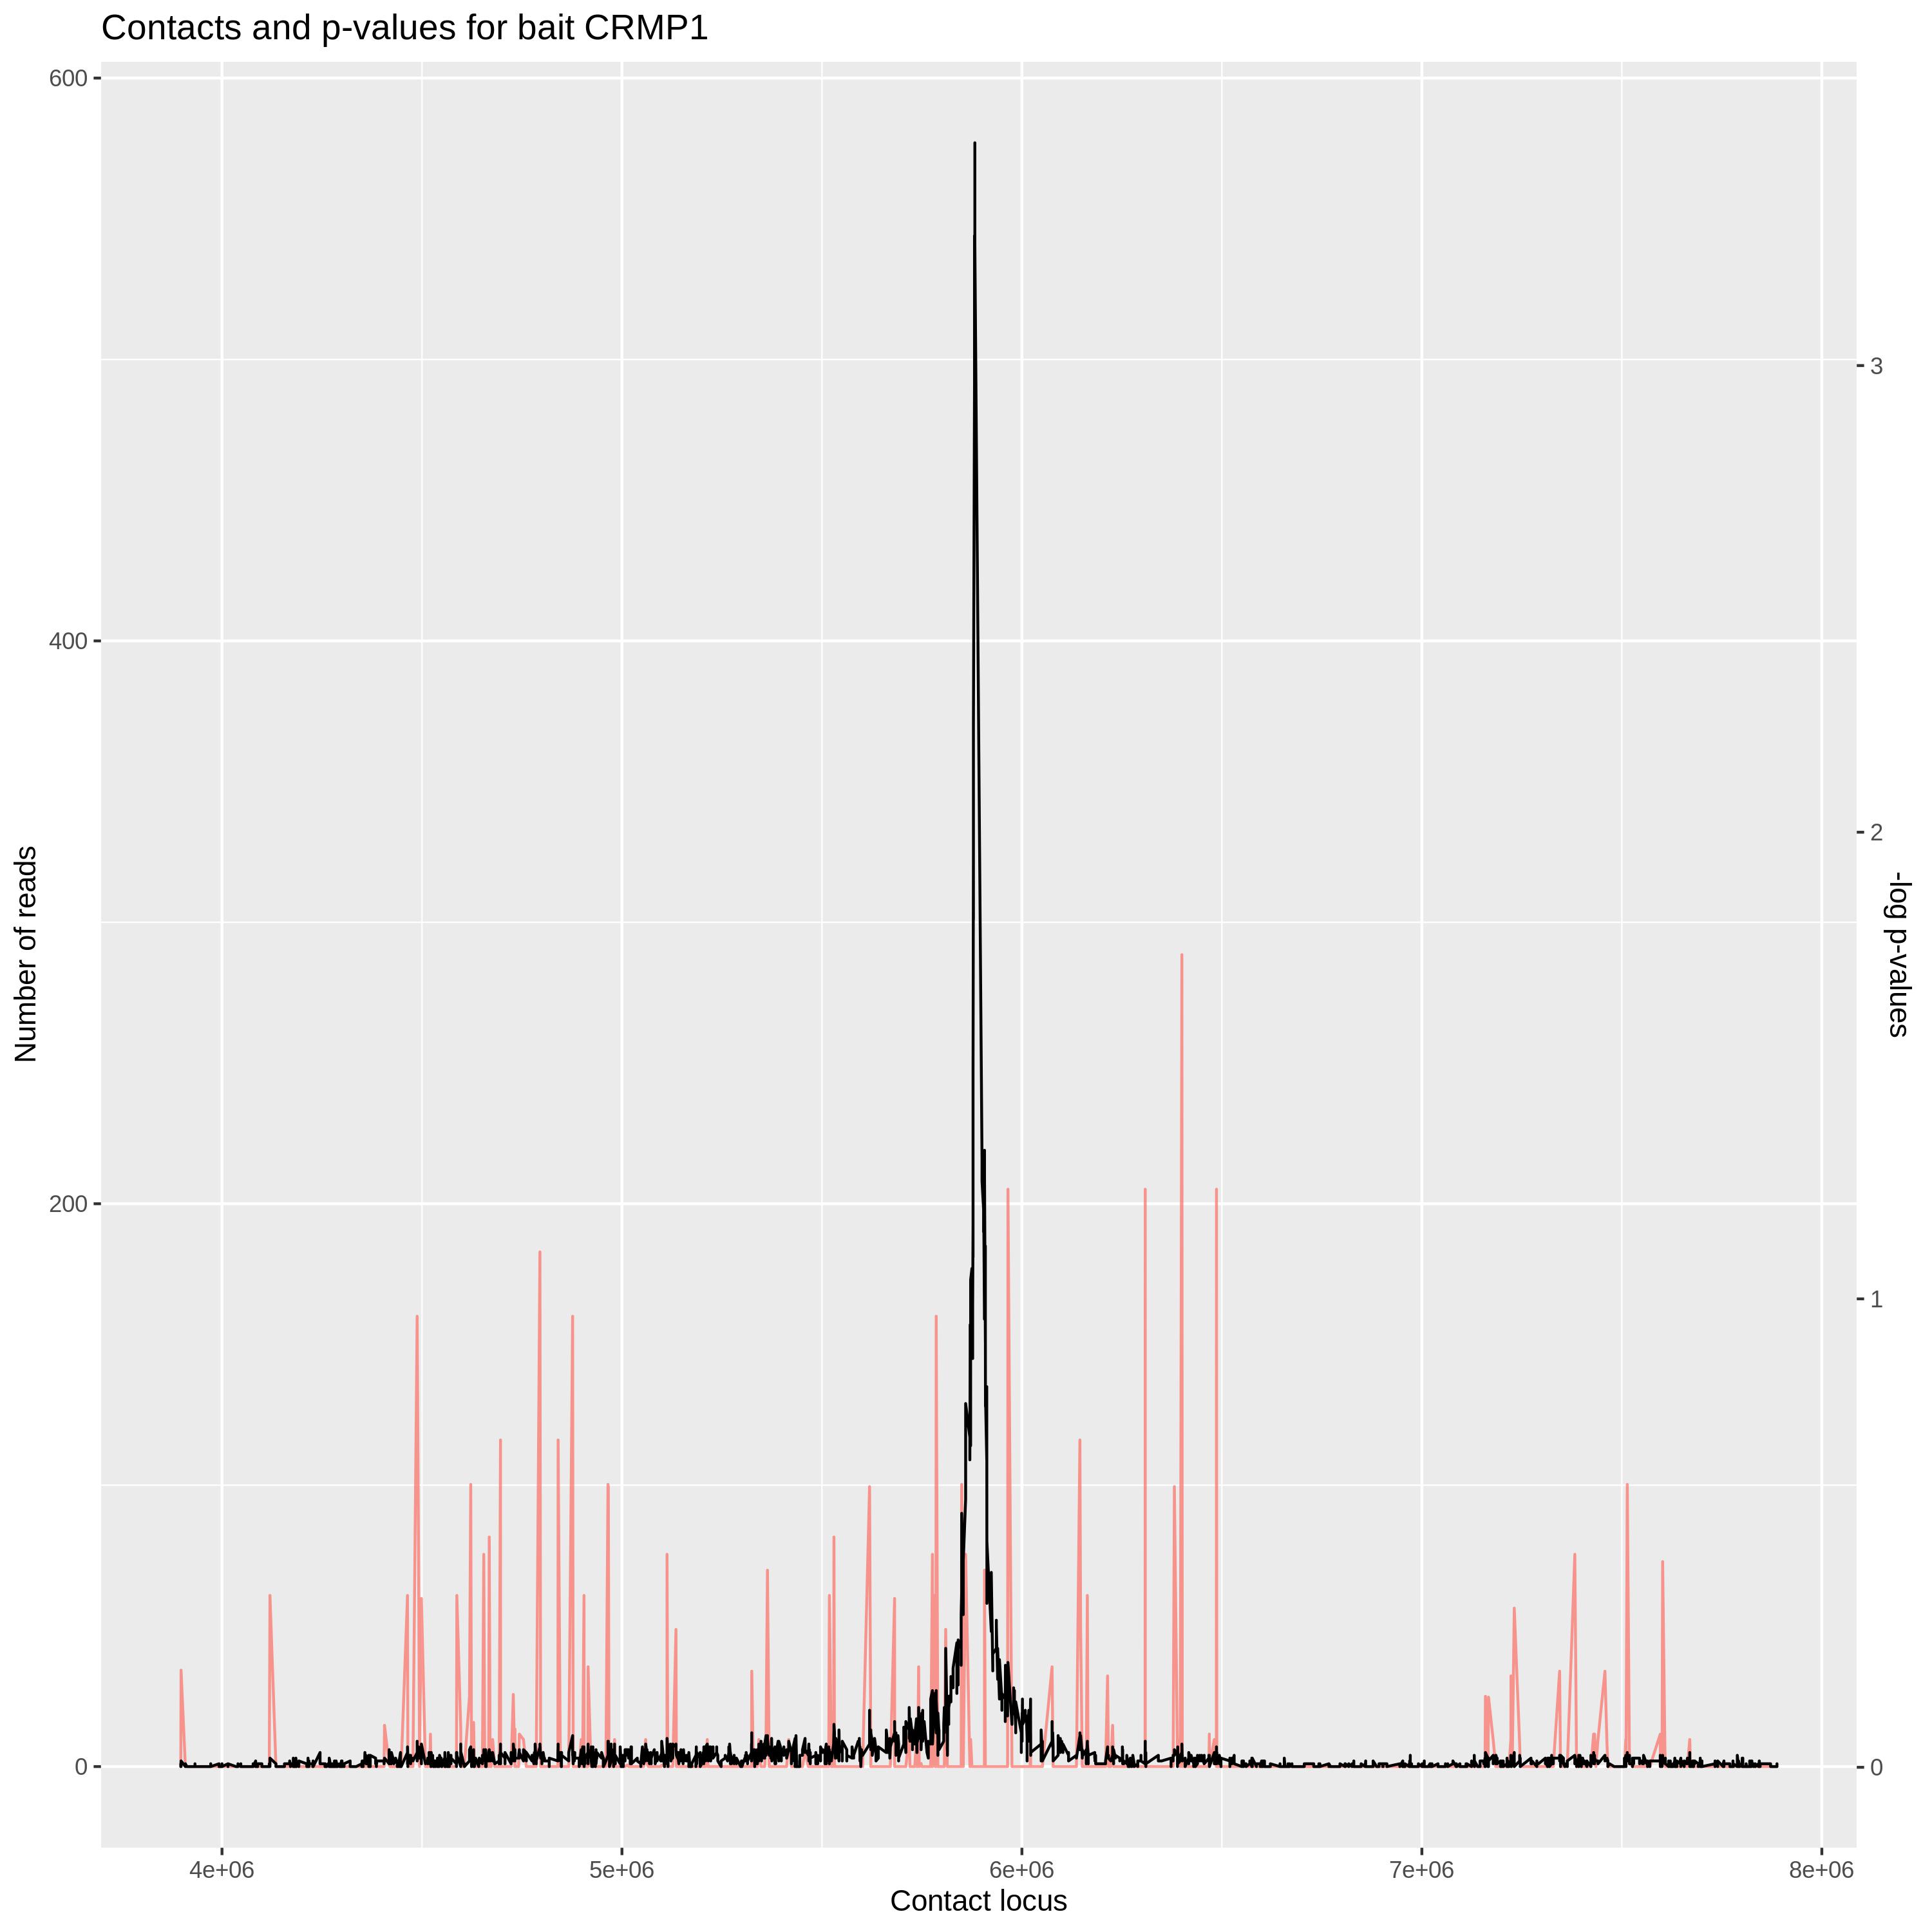 Contacts and p-values for bait CRMP1
600
400
200
0
Number of reads
3
2
1
0
-log p-values
4e+06
5e+06
6e+06
7e+06
8e+06
Contact locus